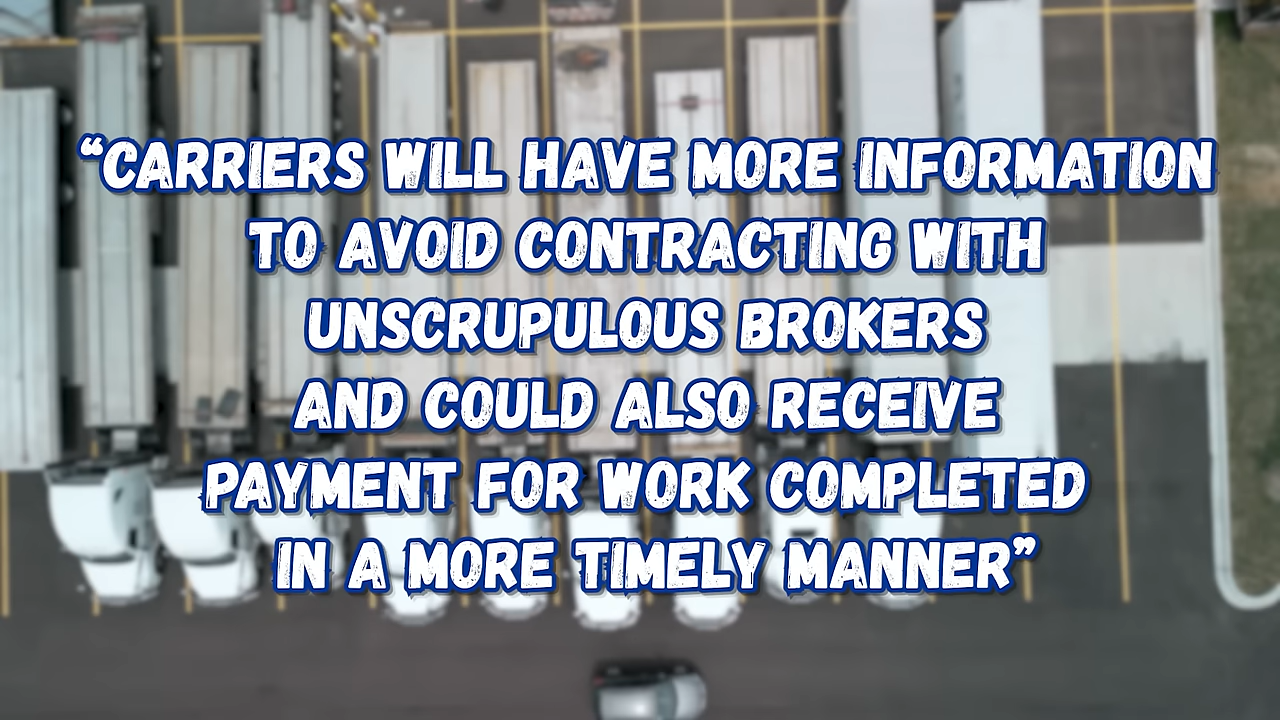 “CARRIERS WILL HAVE MORE INFORMATION
TO AVOID CONTRACTING WITH
UNSCRUPULOUS BROKERS
AND COULD ALSO RECEIVE
PAYMENT FOR WORK COMPLETED
IN A MORE TIMELY MANNER”